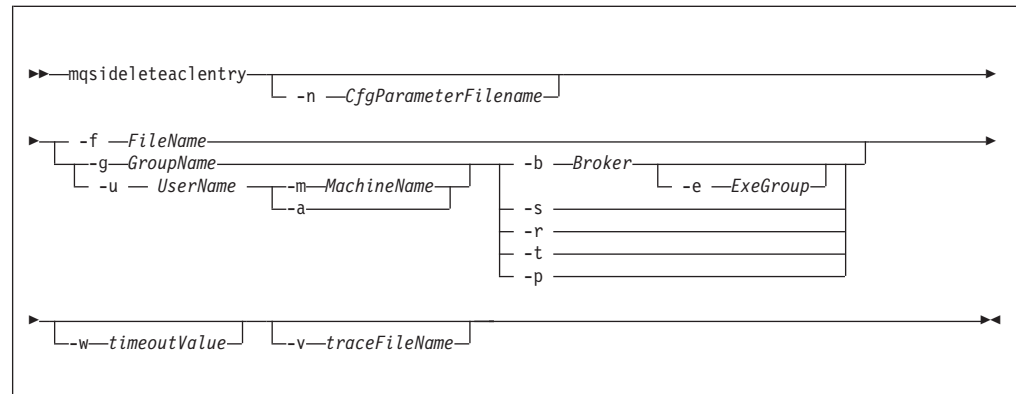 mqsideleteaclentry
-n CfgParameterFilename
-f FileName
-g GroupName -b Broker
-u UserName -m MachineName -e ExeGroup
-a -s
-r
-t
-p
-w timeoutValue -v traceFileName